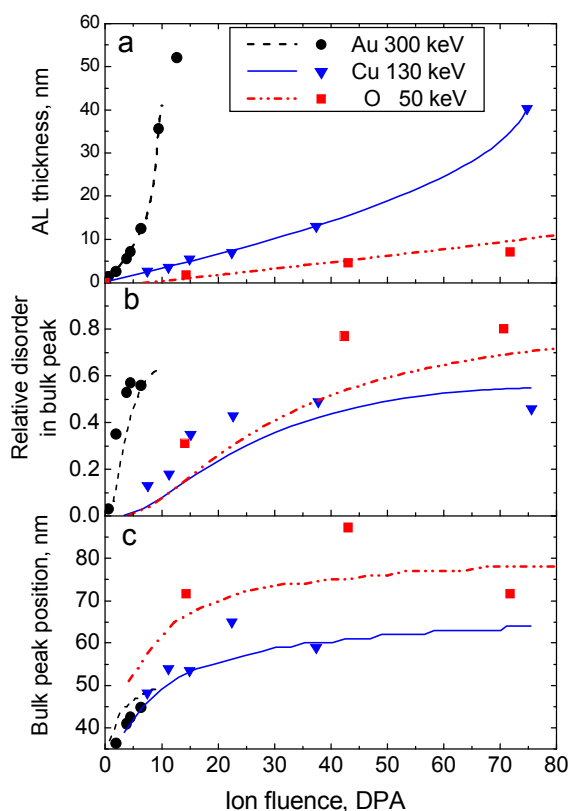 a
Au 300 keV
Cu 130 keV
O 50 keV
AL thickness, nm
60
50
40
30
20
10
0
b
Relative disorder
in bulk peak
0.8
0.6
0.4
0.2
0.0
c
Bulk peak position, nm
80
70
60
50
40
0 10 20 30 40 50 60 70 80
Ion fluence, DPA